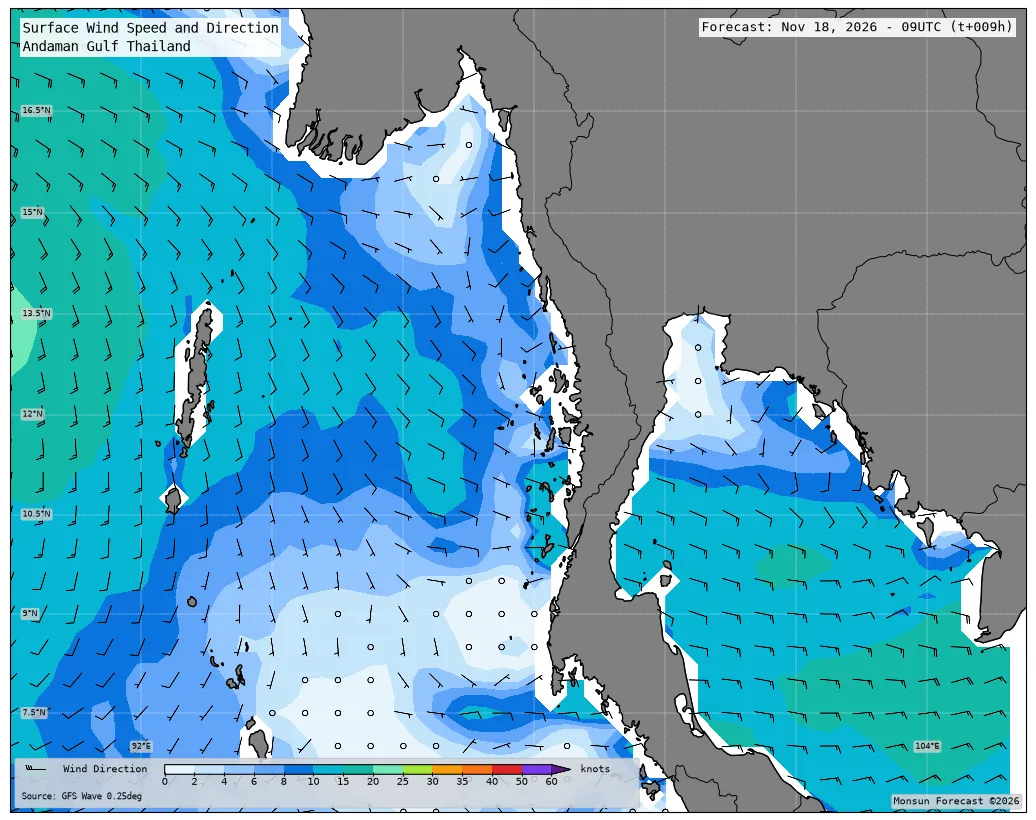 Surface Wind Speed and Direction
Andaman Gulf Thailand
Forecast: Nov 18, 2026 - 09UTC (t+009h)
16.5°N
15°N
13.5°N
12°N
10.5°N
9°N
7.5°N
92°E
104°E
Wind Direction
0 2 4 6 8 10 15 20 25 30 35 40 50 60
knots
Source: GFS Wave 0.25deg
Monsun Forecast ©2026